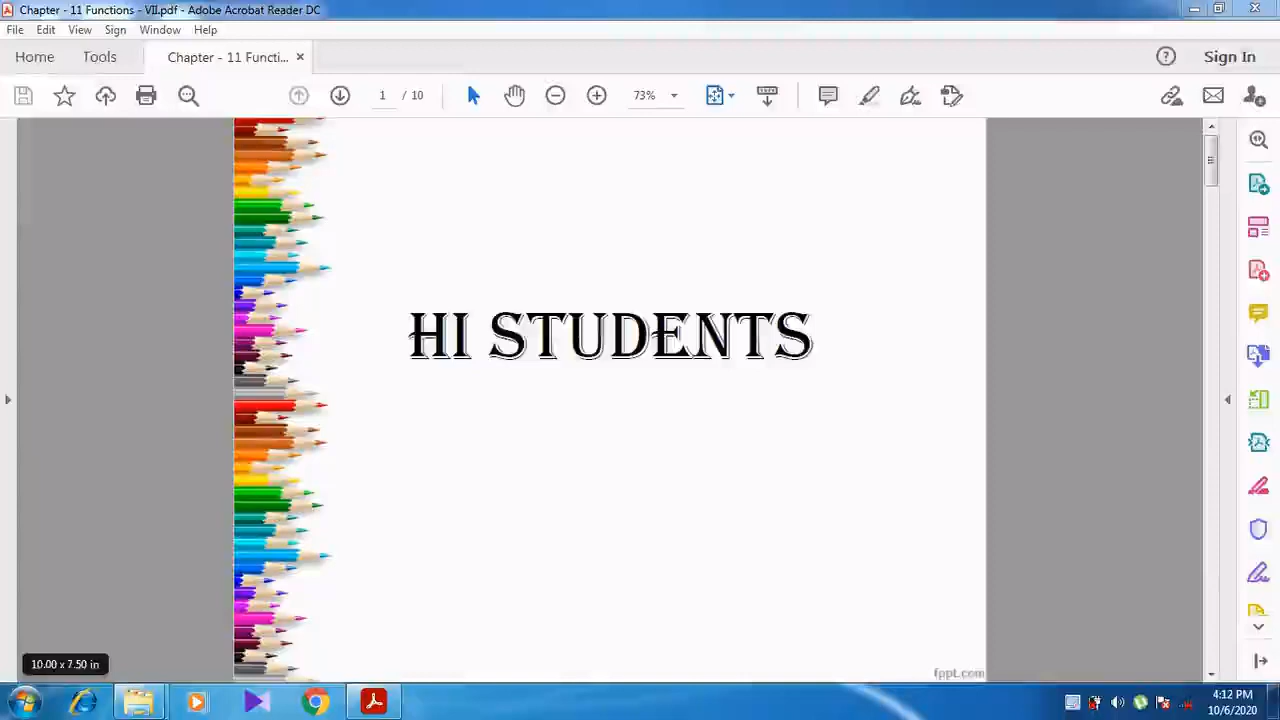 Chapter - 11 Functions - VII.pdf - Adobe Acrobat Reader DC
File Edit View Sign Window Help
Home Tools Chapter - 11 Functi... × Sign In
1 / 10 73%
HI STUDENTS
10.00 x 7.50 in
fppt.com
4:12 PM
10/6/2020